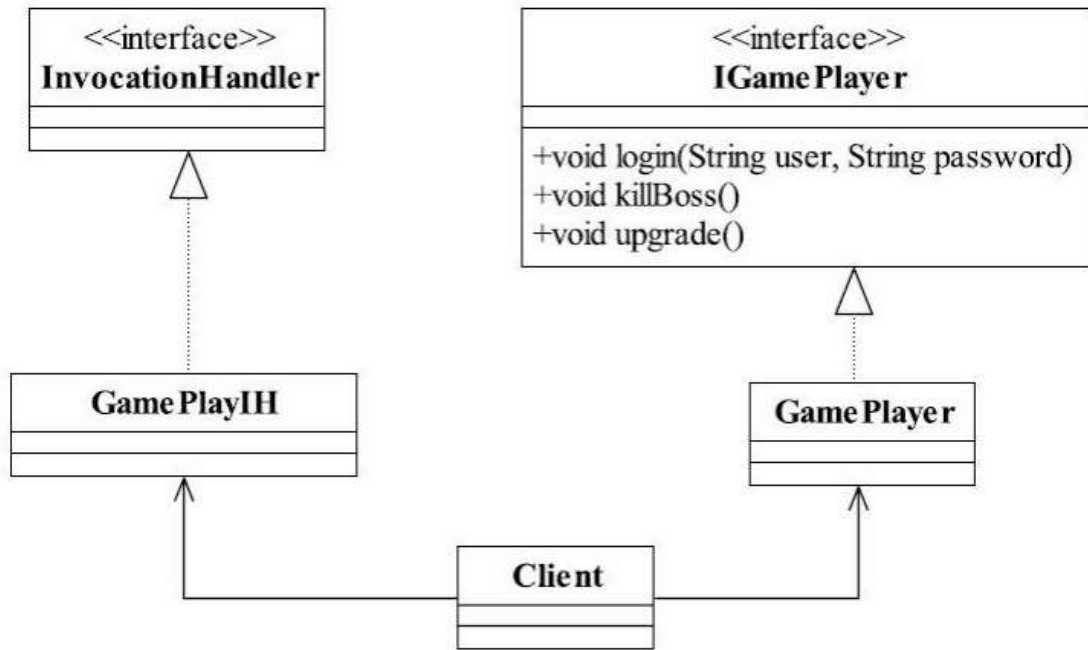 <<interface>>
InvocationHandler
<<interface>>
IGamePlayer
+void login(String user, String password)
+void killBoss()
+void upgrade()
GamePlayIH
GamePlayer
Client